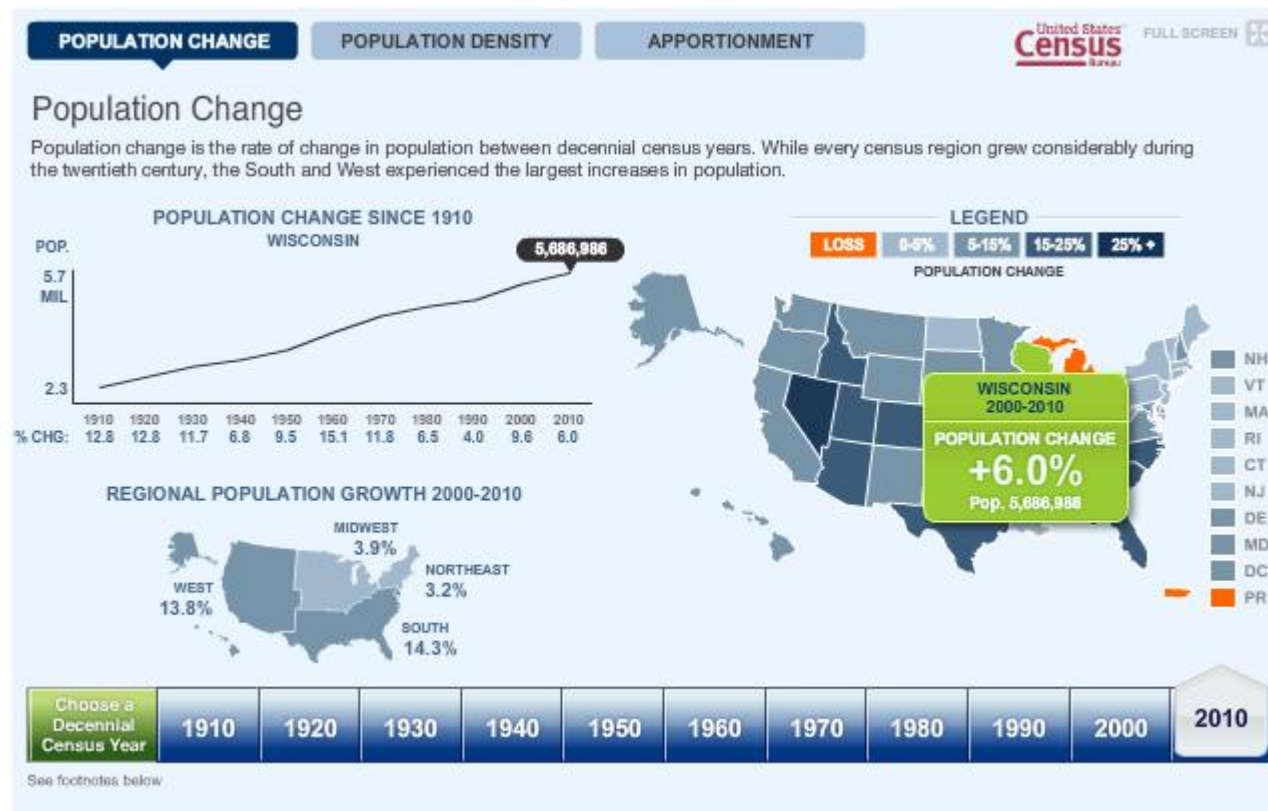 POPULATION CHANGE
POPULATION DENSITY
APPORTIONMENT
United States
Census
Bureau
FULL SCREEN
Population Change
Population change is the rate of change in population between decennial census years. While every census region grew considerably during
the twentieth century, the South and West experienced the largest increases in population.
POPULATION CHANGE SINCE 1910
WISCONSIN
POP.
5,686,986
5.7
MIL
2.3
1910 1920 1930 1940 1950 1960 1970 1980 1990 2000 2010
% CHG: 12.8 12.8 11.7 6.8 9.5 15.1 11.8 6.5 4.0 9.6 6.0
LEGEND
LOSS 0-5% 5-15% 15-25% 25% +
POPULATION CHANGE
WISCONSIN
2000-2010
POPULATION CHANGE
+6.0%
Pop. 5,686,986
NH
VT
MA
RI
CT
NJ
DE
MD
DC
PR
REGIONAL POPULATION GROWTH 2000-2010
MIDWEST
3.9%
NORTHEAST
3.2%
WEST
13.8%
SOUTH
14.3%
Choose a
Decennial
Census Year
1910 1920 1930 1940 1950 1960 1970 1980 1990 2000 2010
See footnotes below